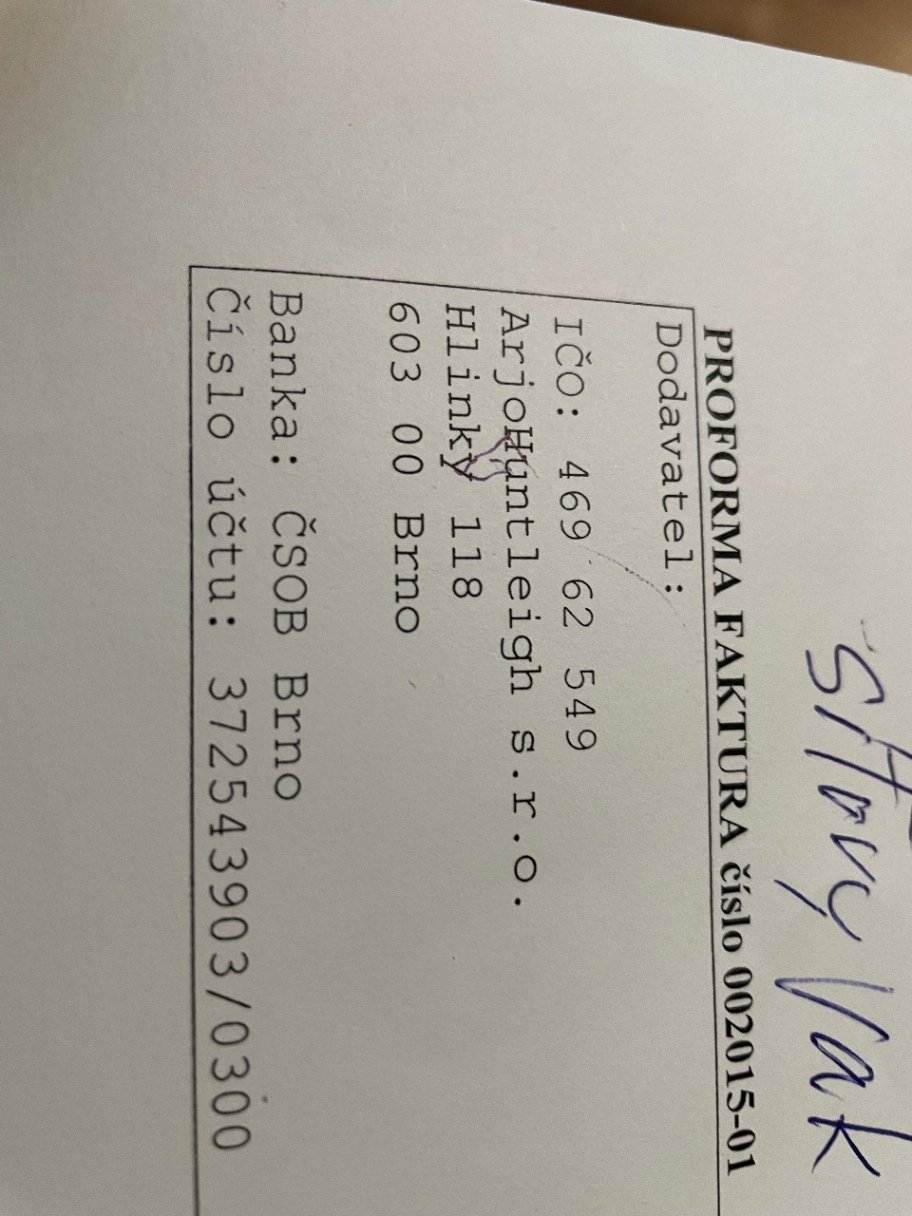 síťový vak
PROFORMA FAKTURA číslo 002015-01
Dodavatel:
IČO: 469 62 549
ArjoHuntleigh s.r.o.
Hlinky 118
603 00 Brno
Banka: ČSOB Brno
Číslo účtu: 372543903/0300